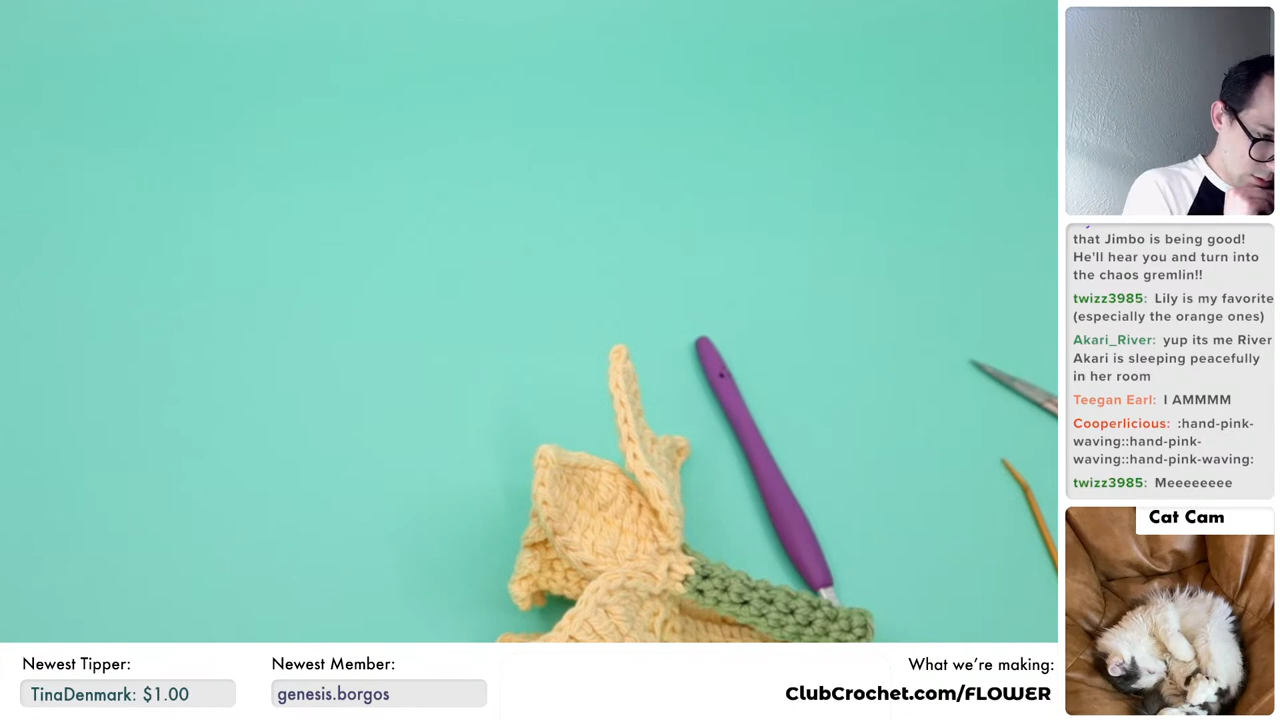 that Jimbo is being good!
He'll hear you and turn into
the chaos gremlin!!
twizz3985: Lily is my favorite
(especially the orange ones)
Akari_River: yup its me River
Akari is sleeping peacefully
in her room
Teegan Earl: I AMMMM
Cooperlicious: :hand-pink-
waving::hand-pink-
waving::hand-pink-waving:
twizz3985: Meeeeeeee
Cat Cam
Newest Tipper:
TinaDenmark: $1.00
Newest Member:
genesis.borgos
What we're making:
ClubCrochet.com/FLOWER